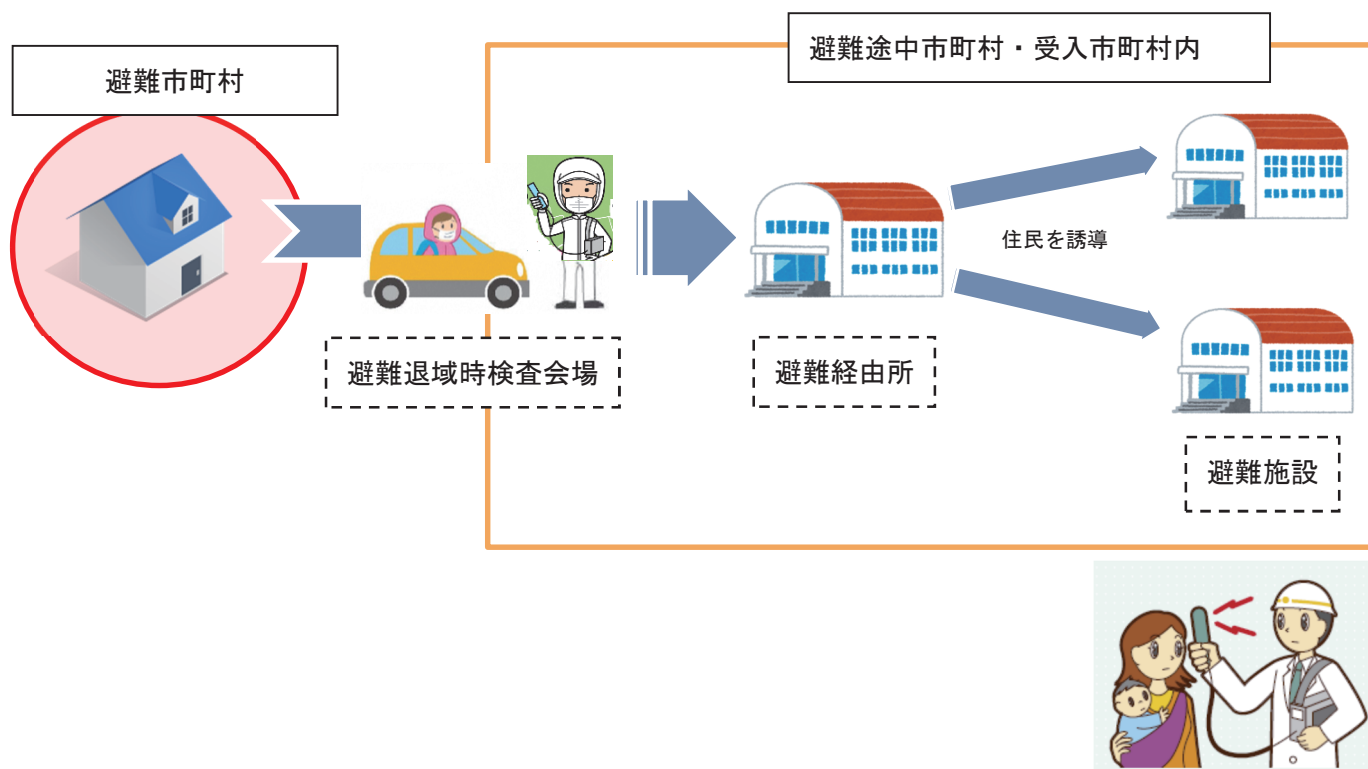 避難市町村
避難途中市町村・受入市町村内
住民を誘導
避難退域時検査会場
避難経由所
避難施設